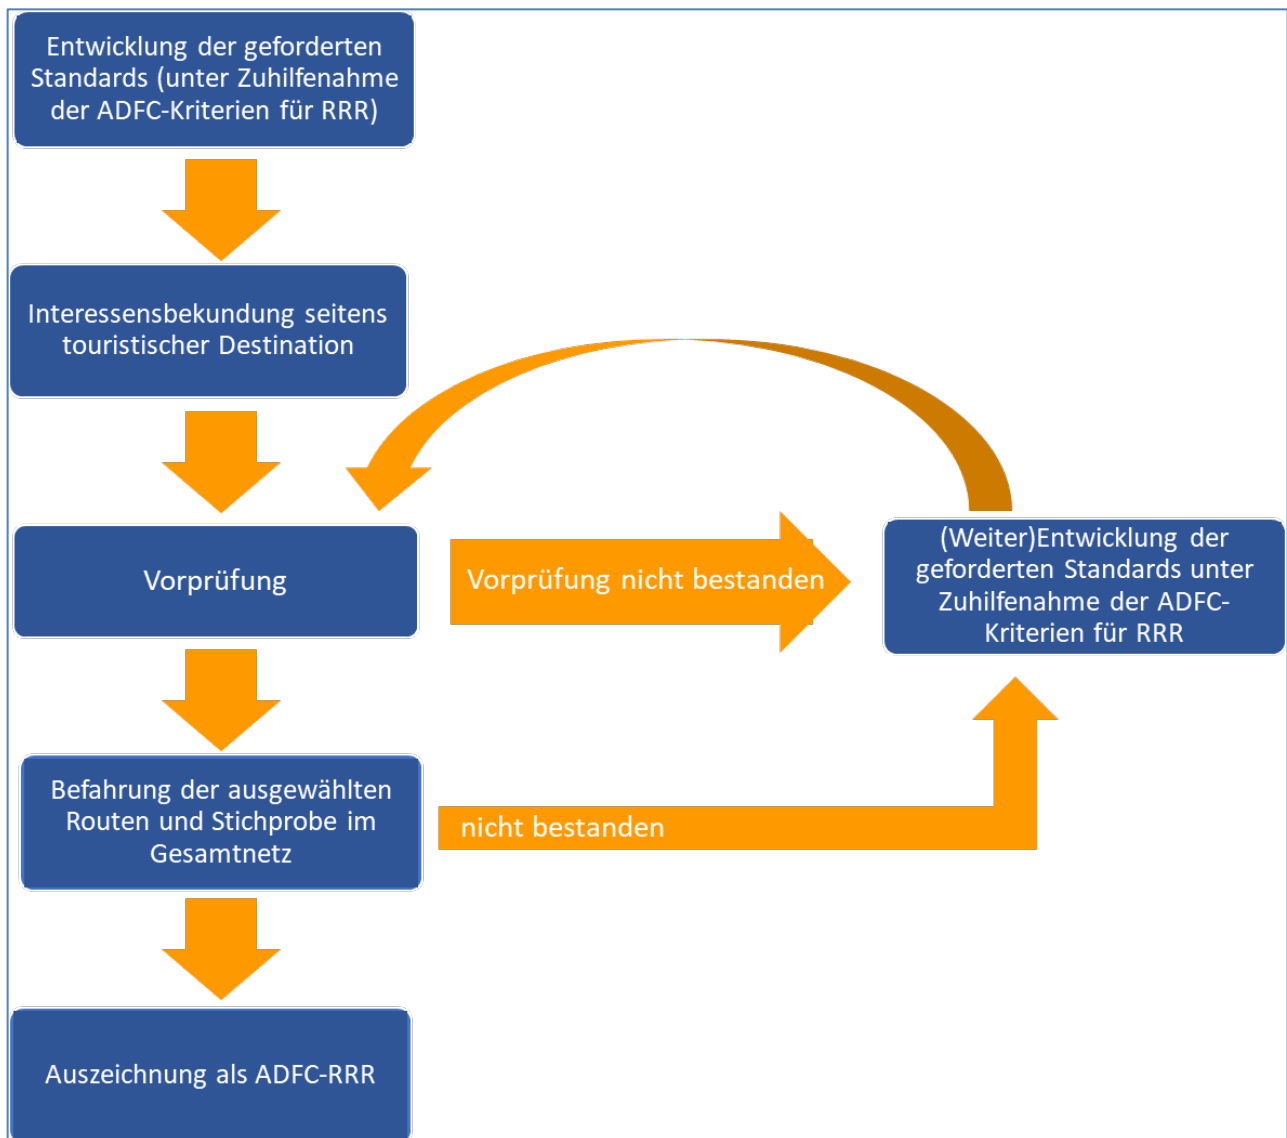 Entwicklung der geforderten
Standards (unter Zuhilfenahme
der ADFC-Kriterien für RRR)
Interessensbekundung seitens
touristischer Destination
Vorprüfung
Vorprüfung nicht bestanden
(Weiter)Entwicklung der
geforderten Standards unter
Zuhilfenahme der ADFC-
Kriterien für RRR
Befahrung der ausgewählten
Routen und Stichprobe im
Gesamtnetz
nicht bestanden
Auszeichnung als ADFC-RRR